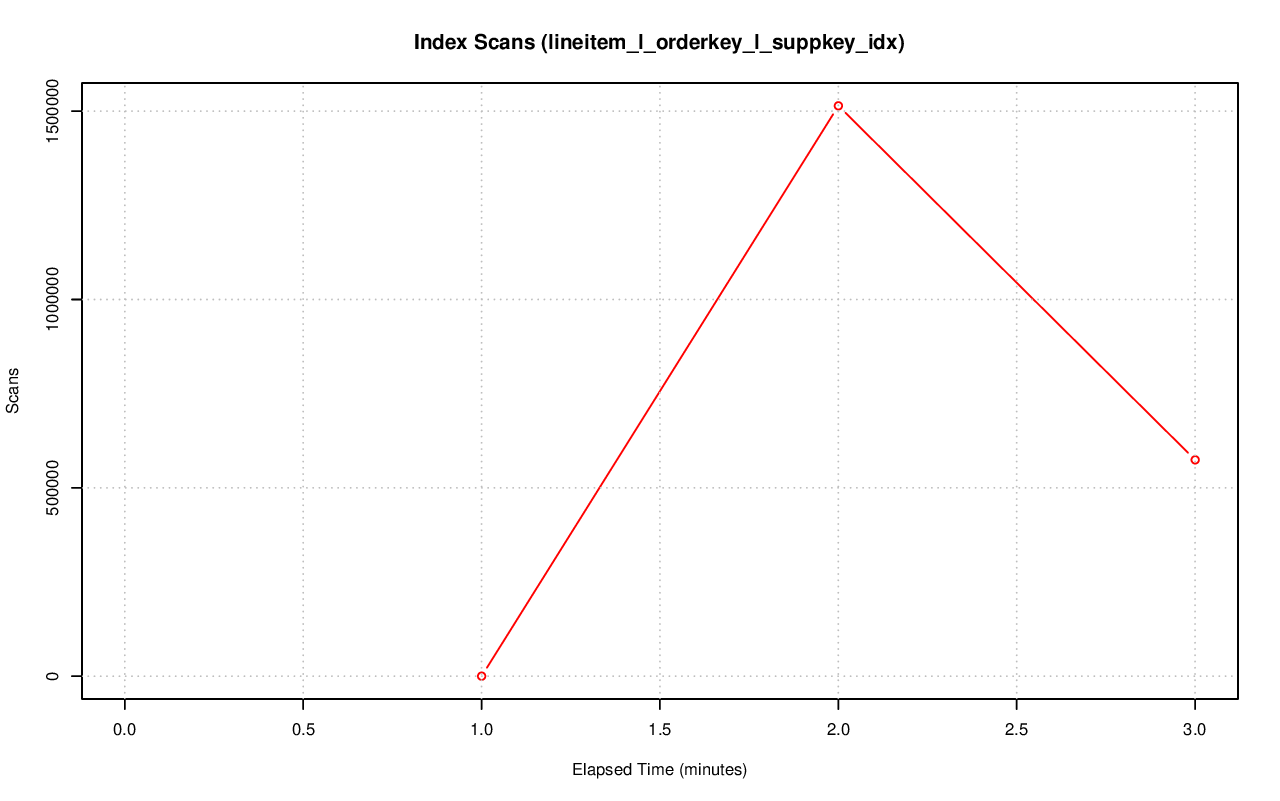 Index Scans (lineitem_l_orderkey_l_suppkey_idx)
1500000
1000000
500000
0
Scans
0.0 0.5 1.0 1.5 2.0 2.5 3.0
Elapsed Time (minutes)